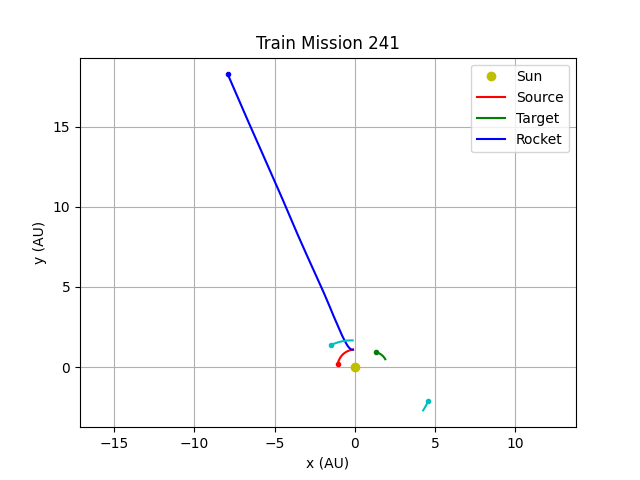 Train Mission 241
Sun
Source
Target
Rocket
15
10
5
0
y (AU)
−15
−10
−5
0
5
10
x (AU)